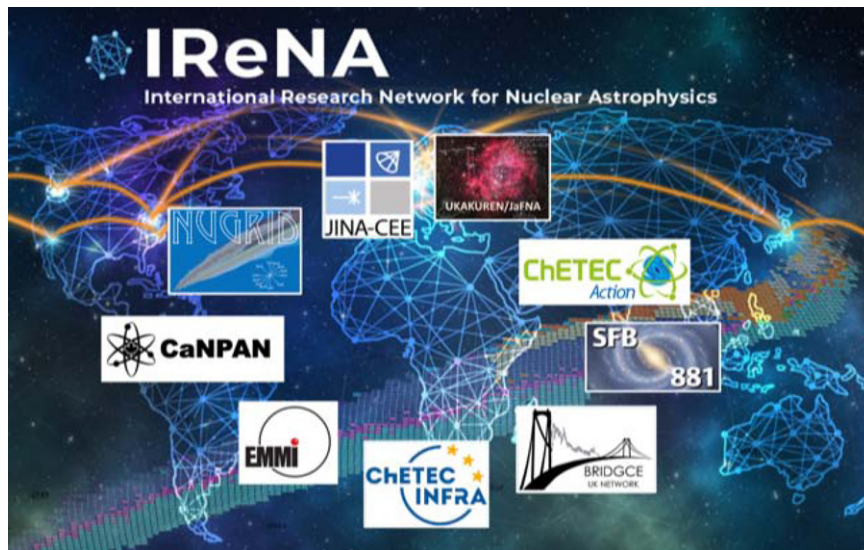 IReNA
International Research Network for Nuclear Astrophysics
JINA-CEE
UKAKUREN/JaFNA
NUGRID
ChETEC
Action
CaNPAN
SFB
881
EMMi
ChETEC
INFRA
BRIDGCE
UK NETWORK